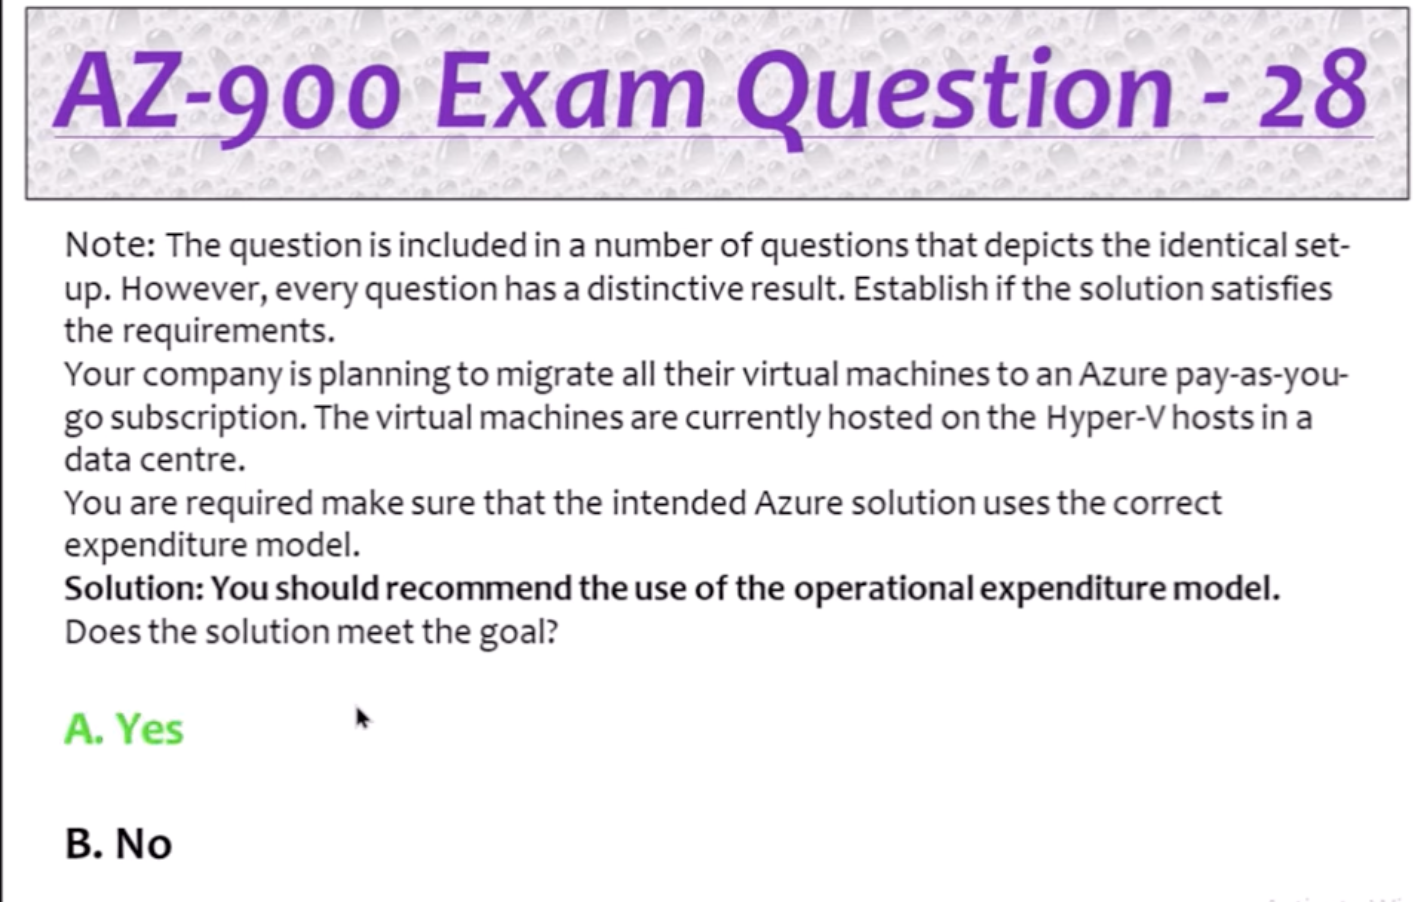 AZ-900 Exam Question - 28
Note: The question is included in a number of questions that depicts the identical set-
up. However, every question has a distinctive result. Establish if the solution satisfies
the requirements.
Your company is planning to migrate all their virtual machines to an Azure pay-as-you-
go subscription. The virtual machines are currently hosted on the Hyper-V hosts in a
data centre.
You are required make sure that the intended Azure solution uses the correct
expenditure model.
Solution: You should recommend the use of the operational expenditure model.
Does the solution meet the goal?
A. Yes
B. No